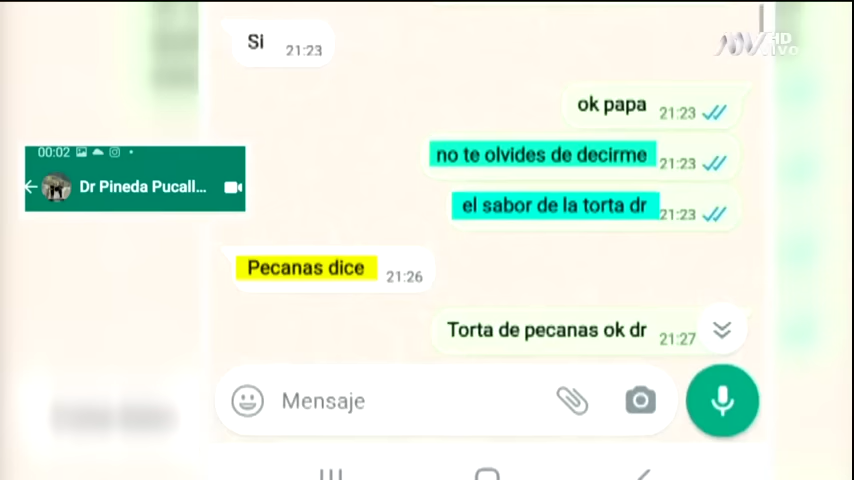 Si 21:23
ok papa 21:23
no te olvides de decirme 21:23
el sabor de la torta dr 21:23
00:02
Dr Pineda Pucall...
Pecanas dice 21:26
Torta de pecanas ok dr 21:27
Mensaje